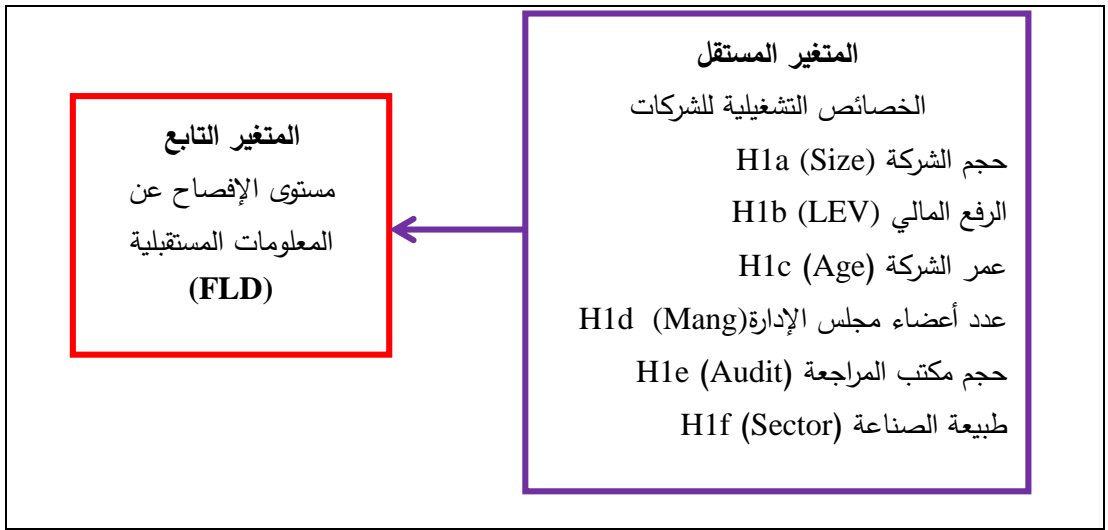 المتغير المستقل
الخصائص التشغيلية للشركات
حجم الشركة H1a (Size)
الرفع المالي H1b (LEV)
عمر الشركة H1c (Age)
عدد أعضاء مجلس الإدارة(Mang) H1d
حجم مكتب المراجعة H1e (Audit)
طبيعة الصناعة H1f (Sector)
المتغير التابع
مستوى الإفصاح عن
المعلومات المستقبلية
(FLD)